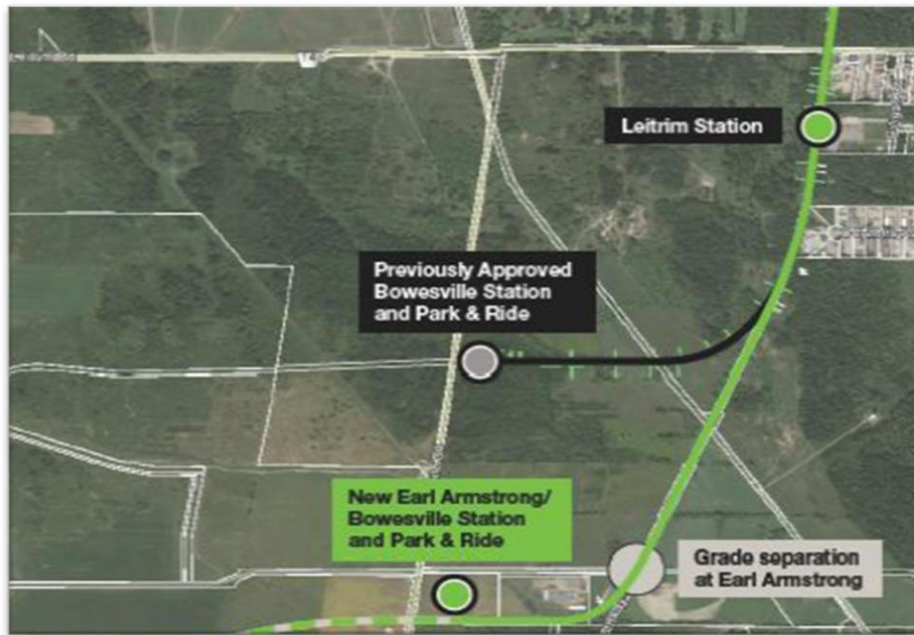 Leitrim Station
Previously Approved
Bowesville Station
and Park & Ride
New Earl Armstrong/
Bowesville Station
and Park & Ride
Grade separation
at Earl Armstrong